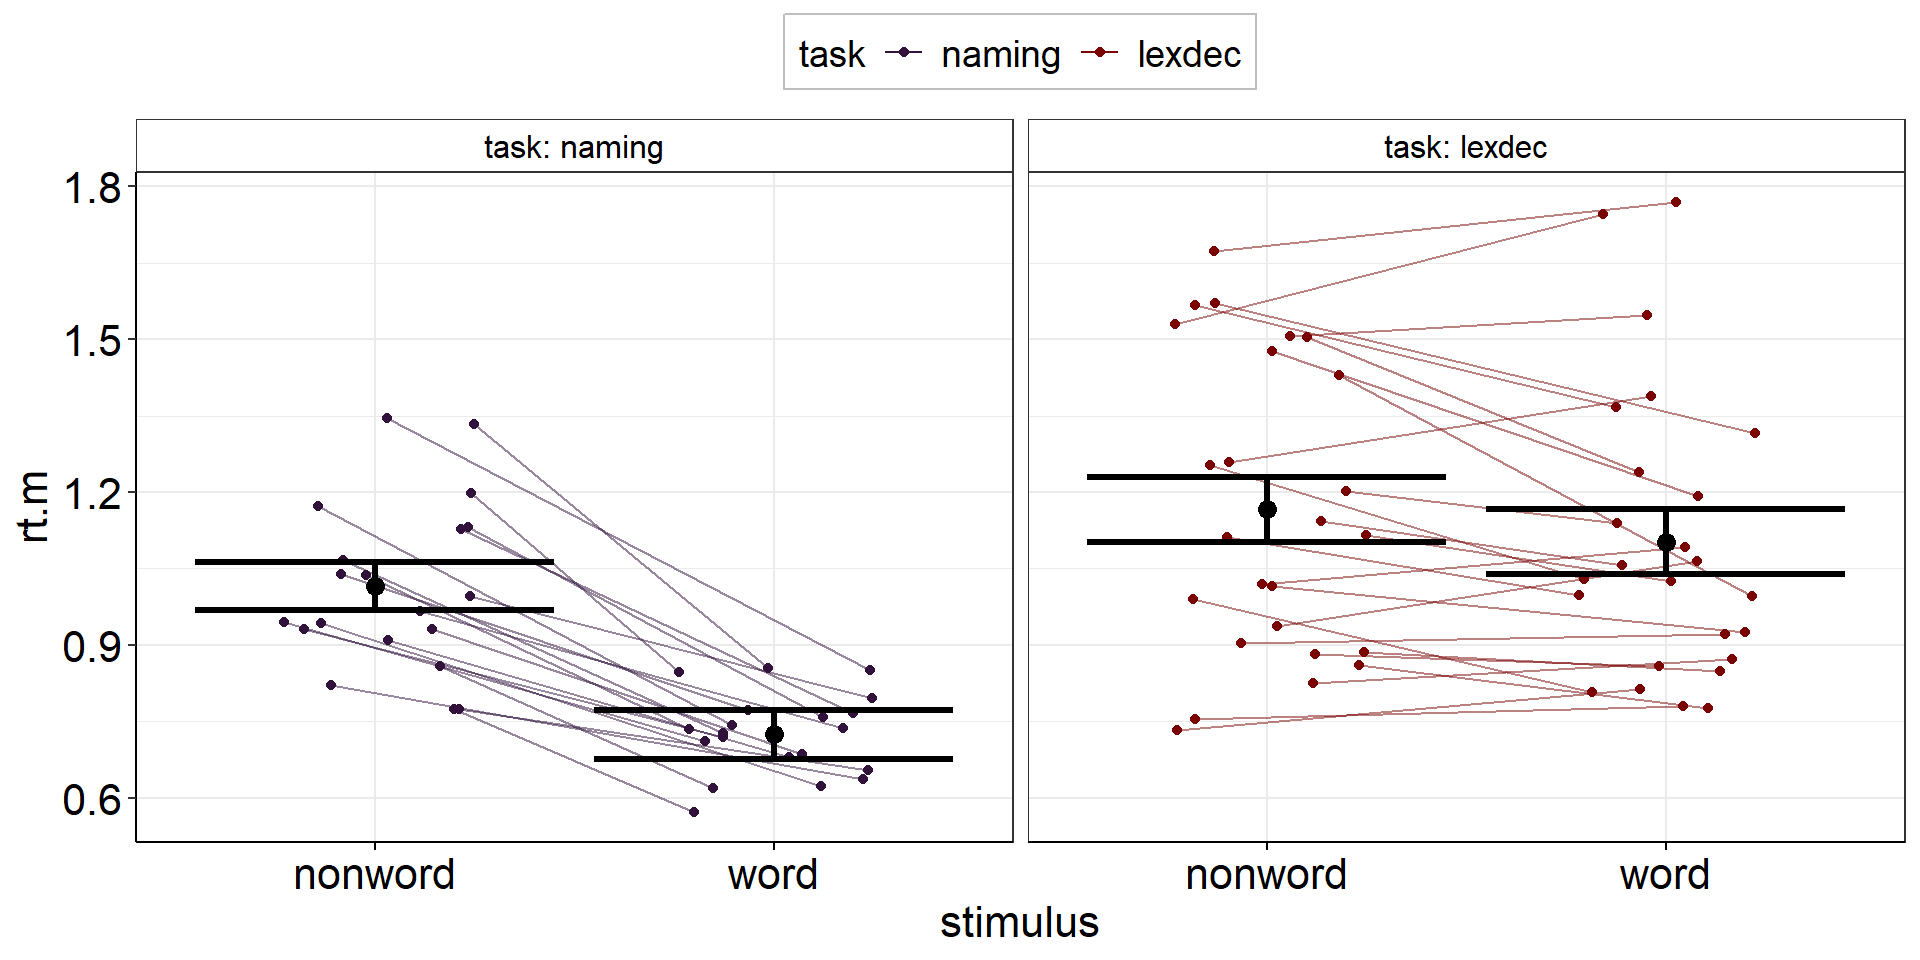 task naming lexdec
task: naming task: lexdec
1.8
1.5
1.2
0.9
0.6
rt.m
nonword word nonword word
stimulus